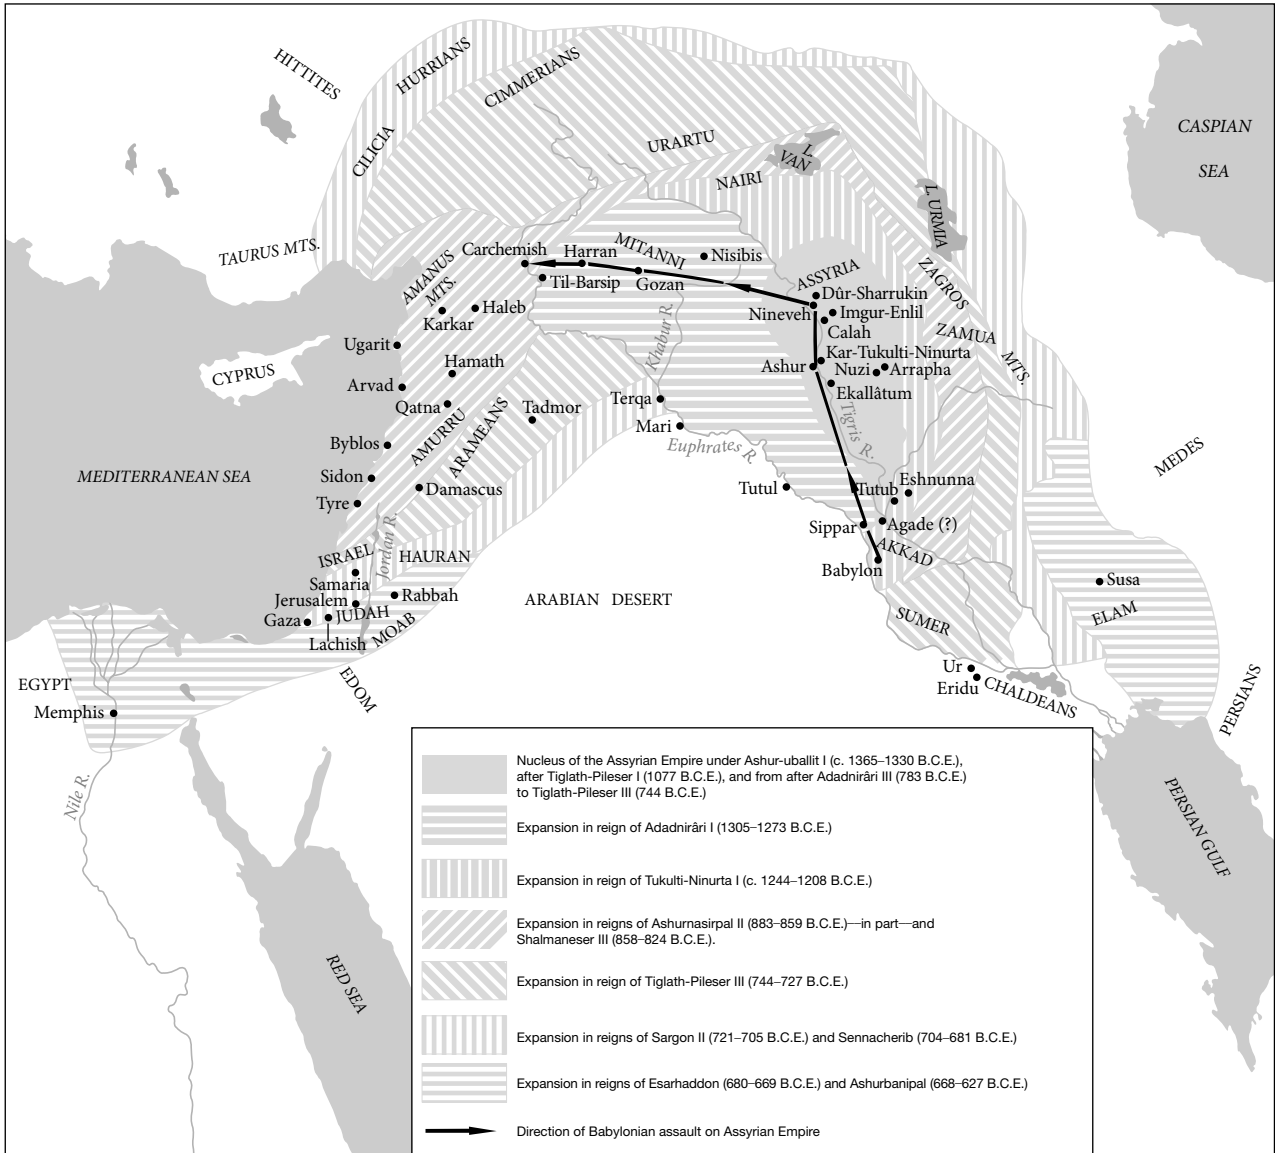 HITTITES
HURRIANS
CIMMERIANS
CILICIA
URARTU
L.
VAN
NAIRI
L. URMIA
CASPIAN
SEA
TAURUS MTS.
AMANUS
MTS.
Carchemish
Harran
MITANNI
Nisibis
Til-Barsip
Gozan
ASSYRIA
Dûr-Sharrukin
Nineveh
Imgur-Enlil
Calah
ZAGROS
MTS.
ZAMUA
Haleb
Karkar
Khabur R.
Ugarit
Kar-Tukulti-Ninurta
Ashur
Nuzi
Arrapha
Ekallâtum
CYPRUS
Hamath
Arvad
Qatna
Tadmor
Terqa
Mari
Tigris R.
Euphrates R.
Byblos
AMURRU
ARAMEANS
MEDES
MEDITERRANEAN SEA
Sidon
Damascus
Tyre
Tutul
Tutub
Eshnunna
Sippar
Agade (?)
AKKAD
Babylon
Jordan R.
ISRAEL
HAURAN
Samaria
Jerusalem
Rabbah
JUDAH
Gaza
Lachish
MOAB
EDOM
ARABIAN DESERT
Susa
ELAM
SUMER
Ur
Eridu
CHALDEANS
PERSIANS
EGYPT
Memphis
Nile R.
RED SEA
PERSIAN GULF
Nucleus of the Assyrian Empire under Ashur-uballit I (c. 1365–1330 B.C.E.),
after Tiglath-Pileser I (1077 B.C.E.), and from after Adadnirâri III (783 B.C.E.)
to Tiglath-Pileser III (744 B.C.E.)
Expansion in reign of Adadnirâri I (1305–1273 B.C.E.)
Expansion in reign of Tukulti-Ninurta I (c. 1244–1208 B.C.E.)
Expansion in reigns of Ashurnasirpal II (883–859 B.C.E.)—in part—and
Shalmaneser III (858–824 B.C.E.).
Expansion in reign of Tiglath-Pileser III (744–727 B.C.E.)
Expansion in reigns of Sargon II (721–705 B.C.E.) and Sennacherib (704–681 B.C.E.)
Expansion in reigns of Esarhaddon (680–669 B.C.E.) and Ashurbanipal (668–627 B.C.E.)
Direction of Babylonian assault on Assyrian Empire